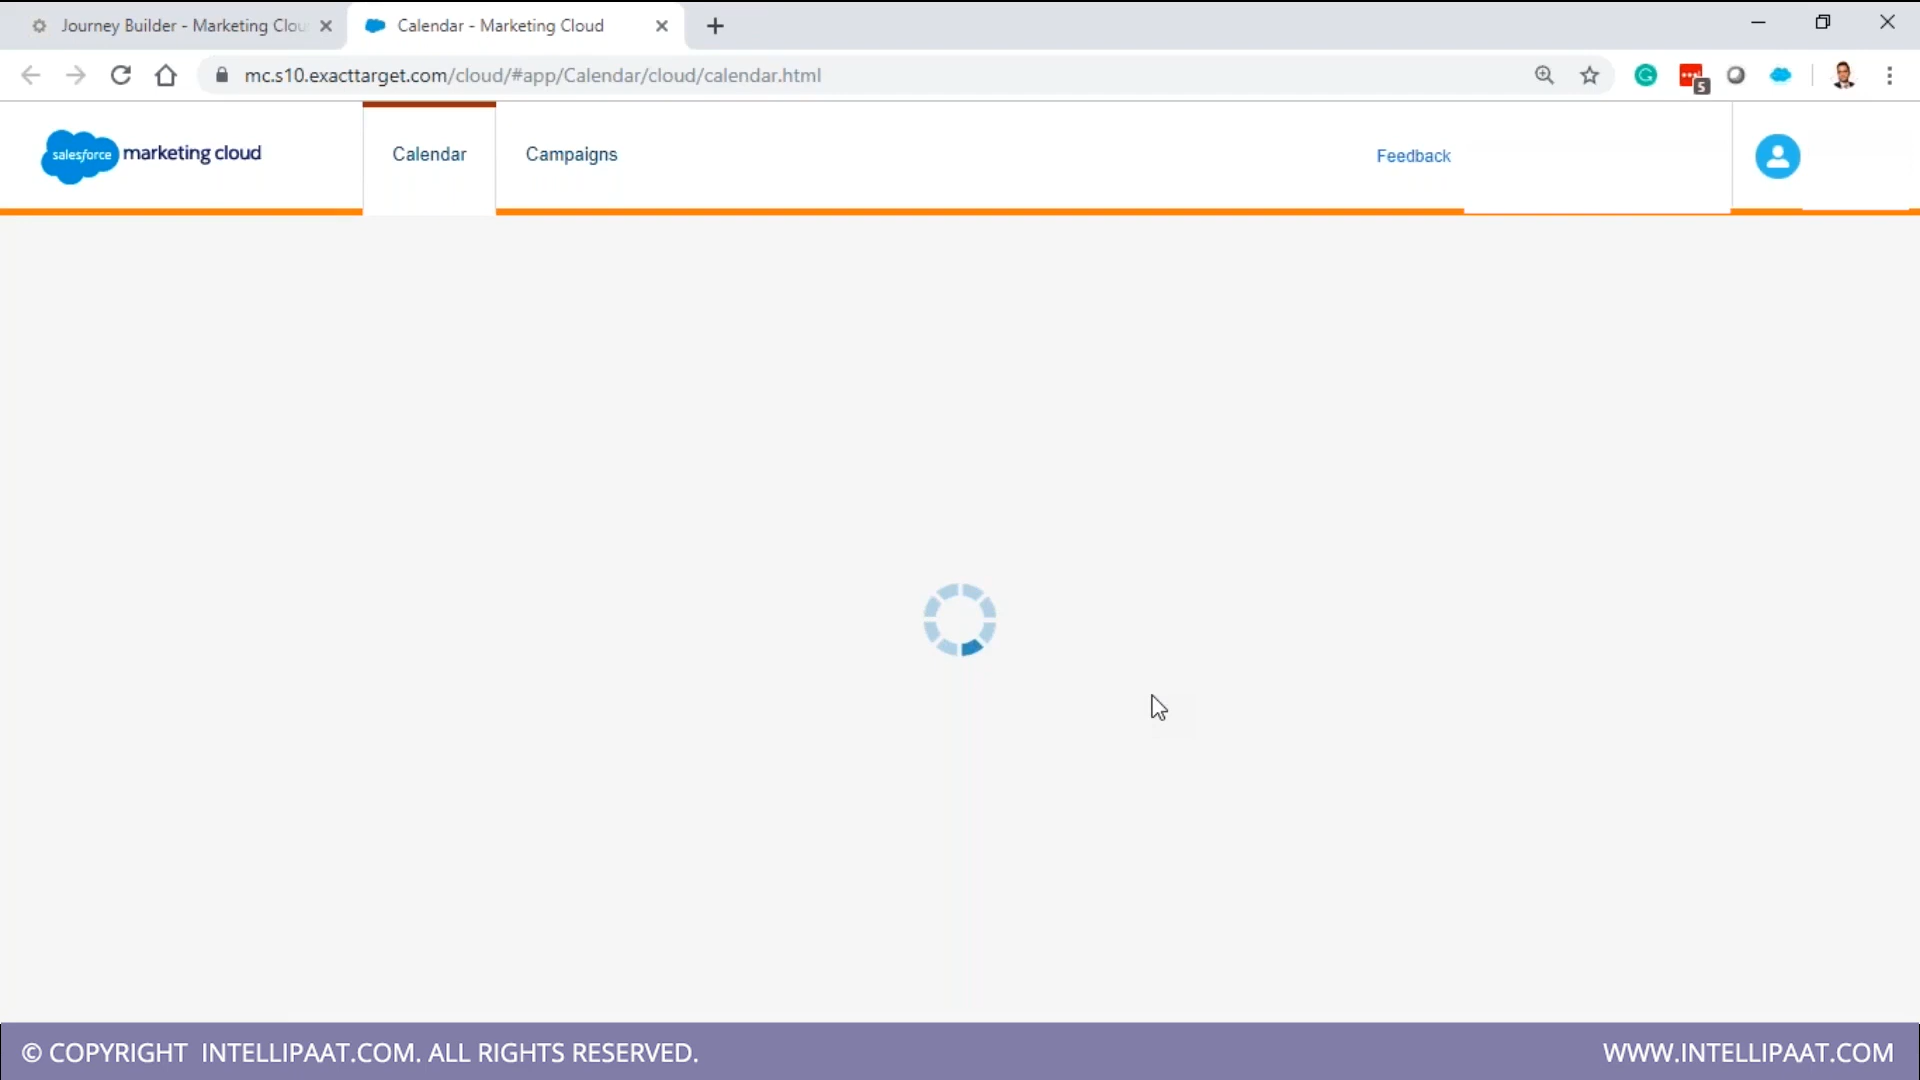 Journey Builder - Marketing Clou
Calendar - Marketing Cloud
mc.s10.exacttarget.com/cloud/#app/Calendar/cloud/calendar.html
5
salesforce marketing cloud
Calendar
Campaigns
Feedback
© COPYRIGHT INTELLIPAAT.COM. ALL RIGHTS RESERVED.
WWW.INTELLIPAAT.COM